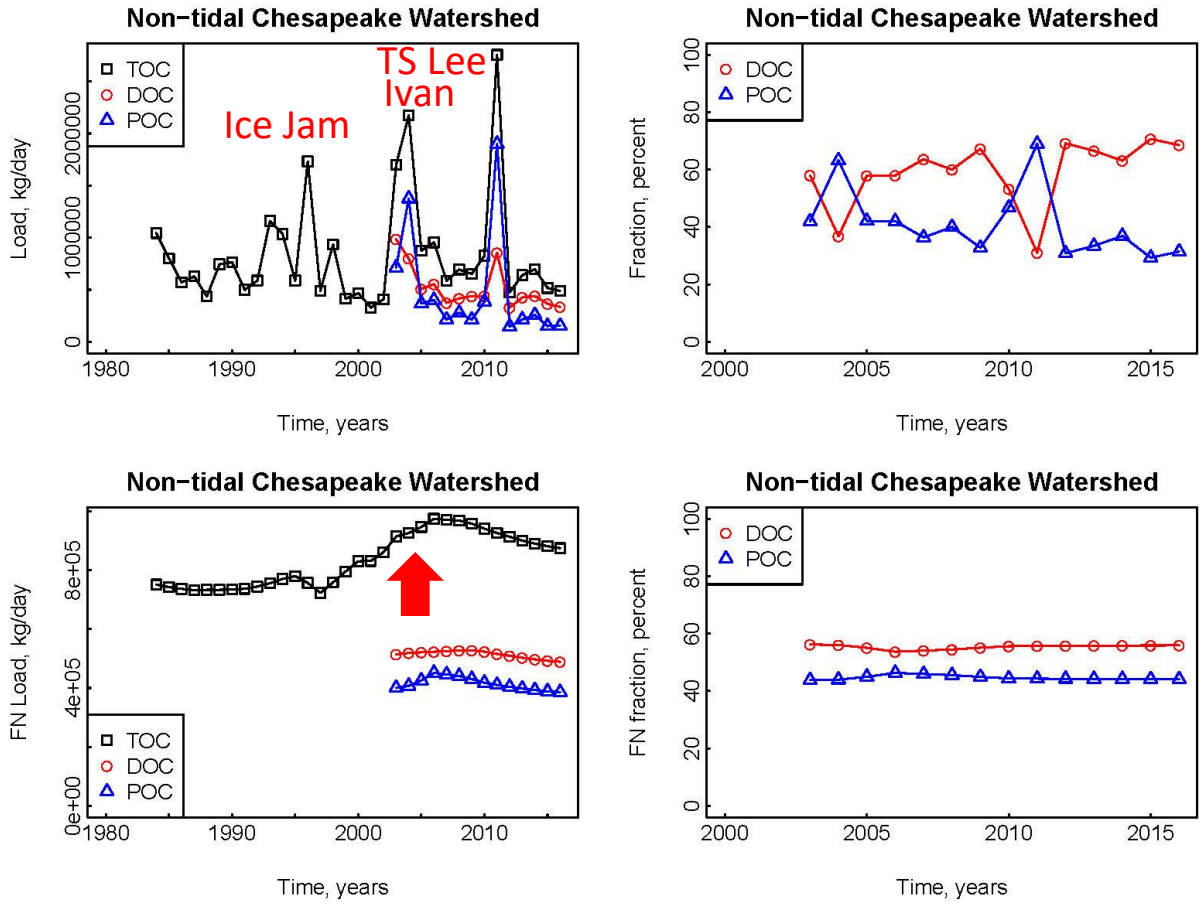 Non-tidal Chesapeake Watershed
TOC
DOC
POC
TS Lee
Ivan
Ice Jam
Load, kg/day
0 1000000 2000000
1980 1990 2000 2010
Time, years
Non-tidal Chesapeake Watershed
DOC
POC
Fraction, percent
0 20 40 60 80 100
2000 2005 2010 2015
Time, years
Non-tidal Chesapeake Watershed
FN Load, kg/day
0e+00 4e+05 8e+05
TOC
DOC
POC
1980 1990 2000 2010
Time, years
Non-tidal Chesapeake Watershed
DOC
POC
FN fraction, percent
0 20 40 60 80 100
2000 2005 2010 2015
Time, years